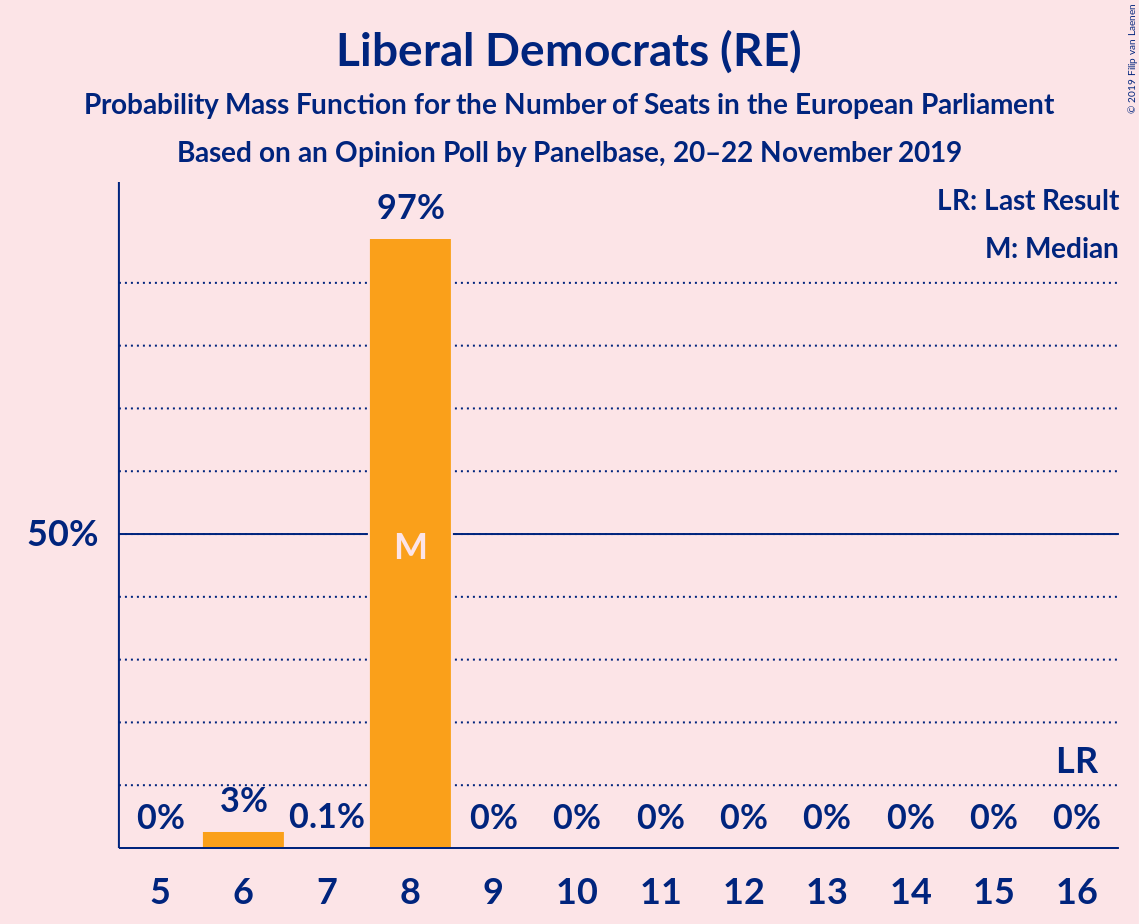 Liberal Democrats (RE)
Probability Mass Function for the Number of Seats in the European Parliament
Based on an Opinion Poll by Panelbase, 20–22 November 2019
© 2019 Filip van Laenen
LR: Last Result
M: Median
97%
50%
M
LR
0%
3%
0.1%
0%
0%
0%
0%
0%
0%
0%
0%
5 6 7 8 9 10 11 12 13 14 15 16